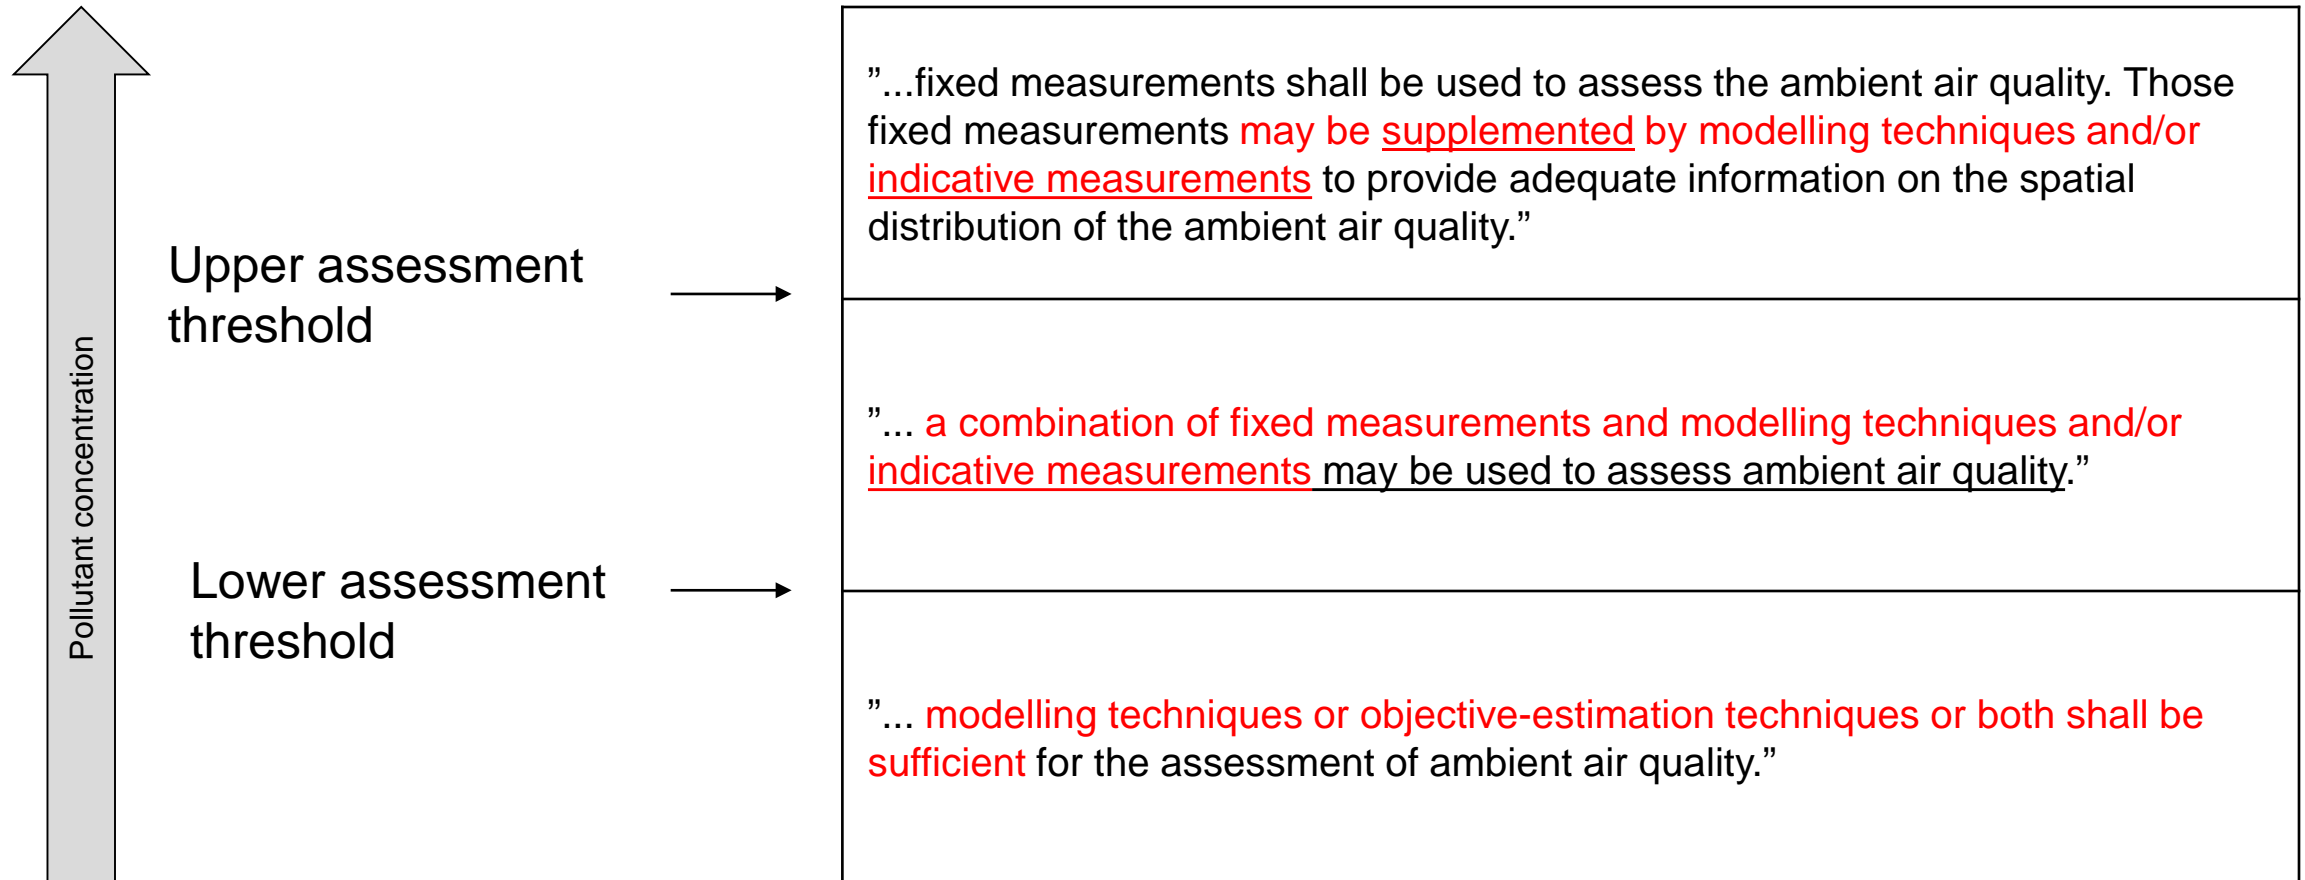 ”...fixed measurements shall be used to assess the ambient air quality. Those
fixed measurements may be supplemented by modelling techniques and/or
indicative measurements to provide adequate information on the spatial
distribution of the ambient air quality.”
Upper assessment
threshold
Pollutant concentration
”... a combination of fixed measurements and modelling techniques and/or
indicative measurements may be used to assess ambient air quality.”
Lower assessment
threshold
”... modelling techniques or objective-estimation techniques or both shall be
sufficient for the assessment of ambient air quality.”